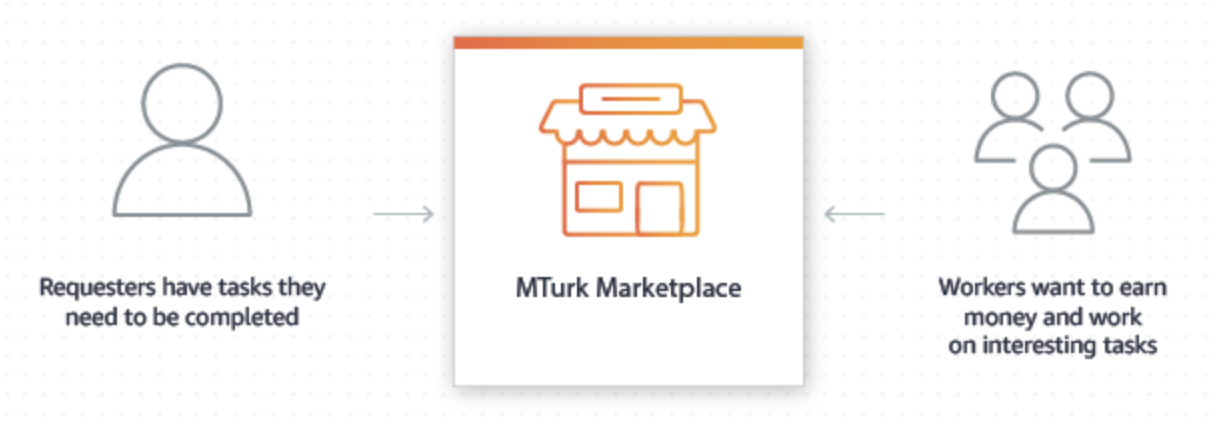 Requesters have tasks they
need to be completed
MTurk Marketplace
Workers want to earn
money and work
on interesting tasks